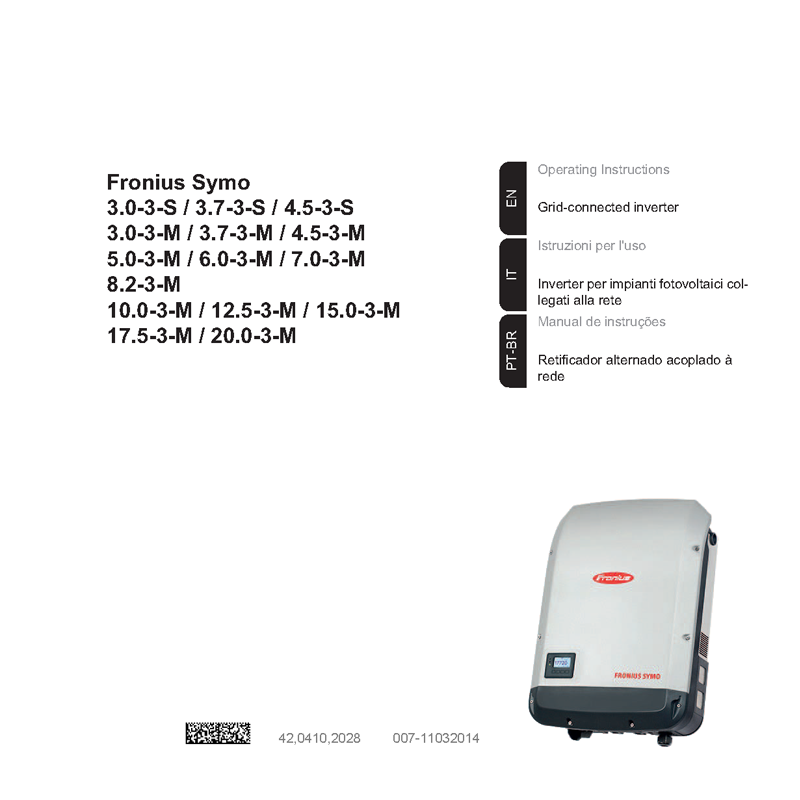 Fronius Symo
3.0-3-S / 3.7-3-S / 4.5-3-S
3.0-3-M / 3.7-3-M / 4.5-3-M
5.0-3-M / 6.0-3-M / 7.0-3-M
8.2-3-M
10.0-3-M / 12.5-3-M / 15.0-3-M
17.5-3-M / 20.0-3-M
EN
Operating Instructions
Grid-connected inverter
IT
Istruzioni per l'uso
Inverter per impianti fotovoltaici col-
legati alla rete
PT-BR
Manual de instruções
Retificador alternado acoplado à
rede
Fronius
FRONIUS SYMO
42,0410,2028
007-11032014